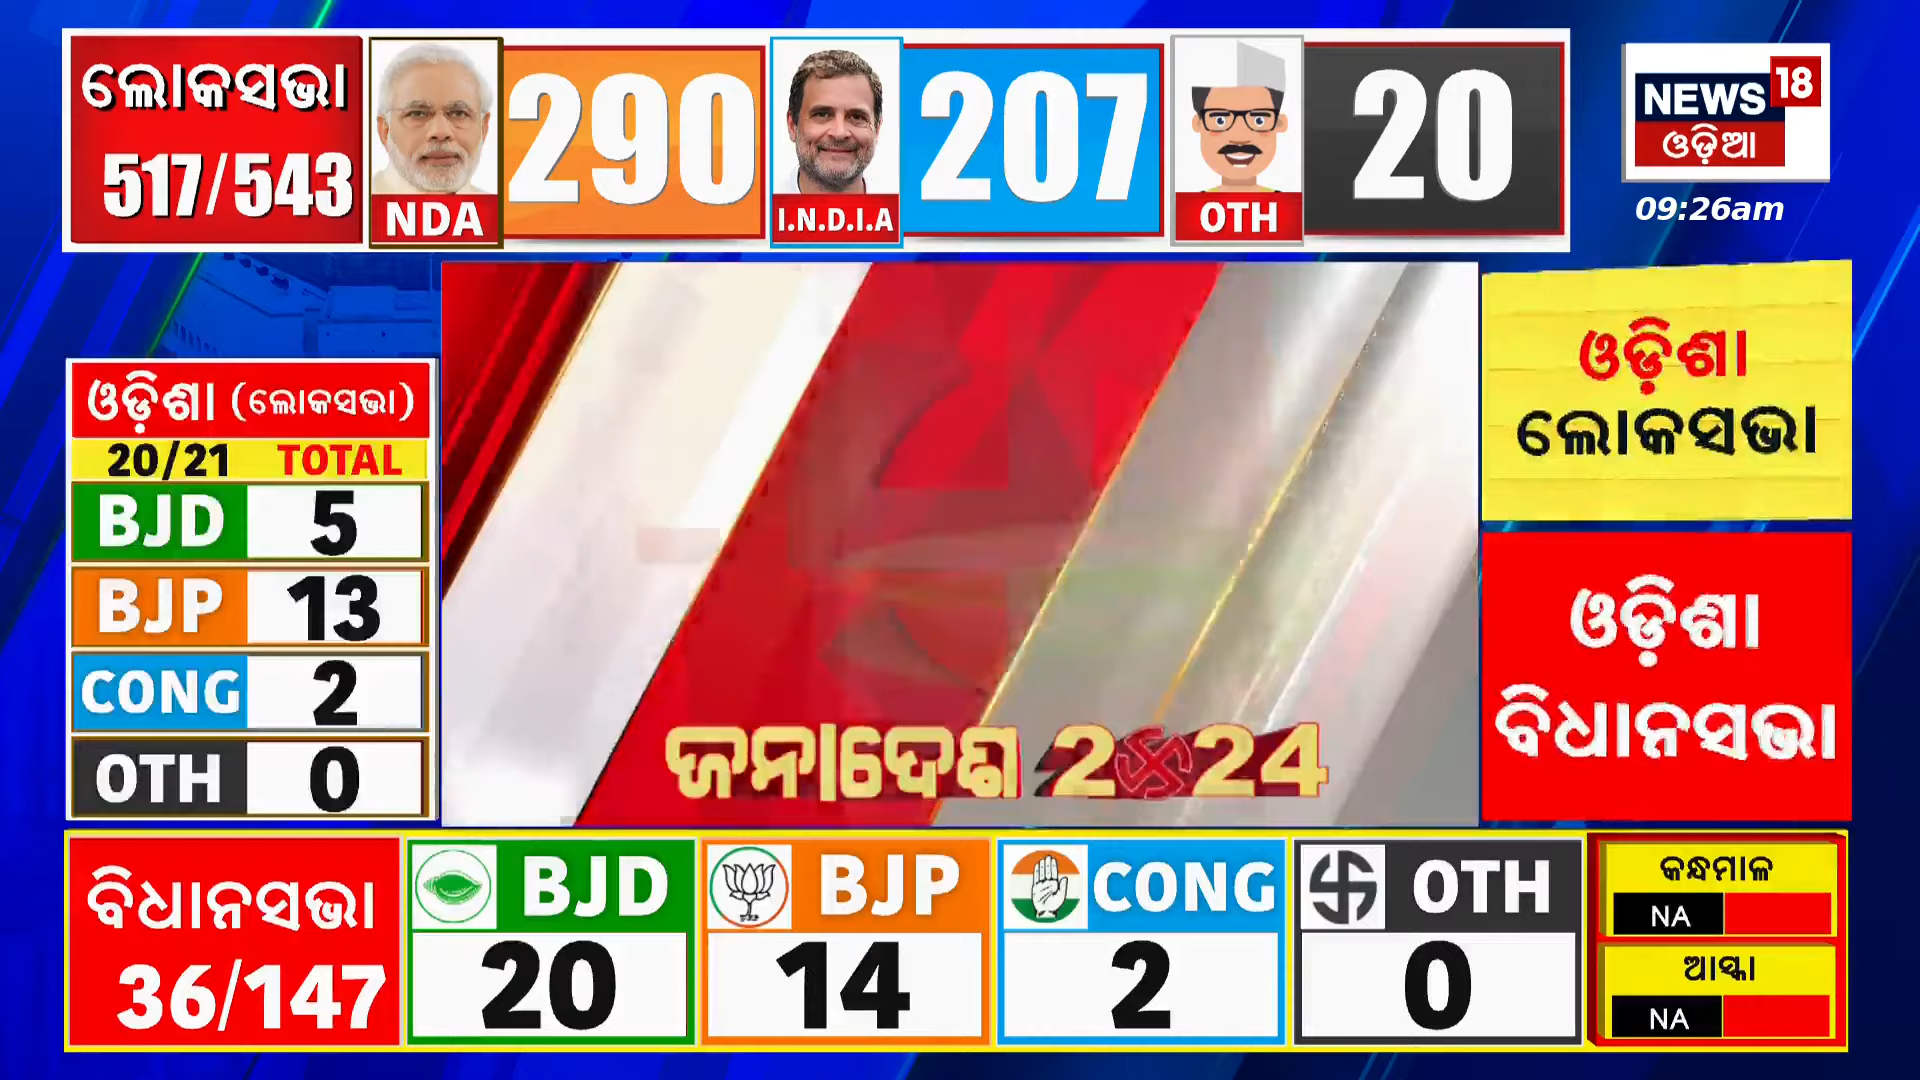 ଲୋକସଭା
517/543
NDA
290
I.N.D.I.A
207
OTH
20
NEWS 18
ଓଡ଼ିଆ
09:26am
ଓଡ଼ିଶା (ଲୋକସଭା)
20/21 TOTAL
BJD 5
BJP 13
CONG 2
OTH 0
ଜନାଦେଶ 2024
ଓଡ଼ିଶା
ଲୋକସଭା
ଓଡ଼ିଶା
ବିଧାନସଭା
ବିଧାନସଭା
36/147
BJD
20
BJP
14
CONG
2
OTH
0
କନ୍ଧମାଳ
NA
ଆସ୍କା
NA